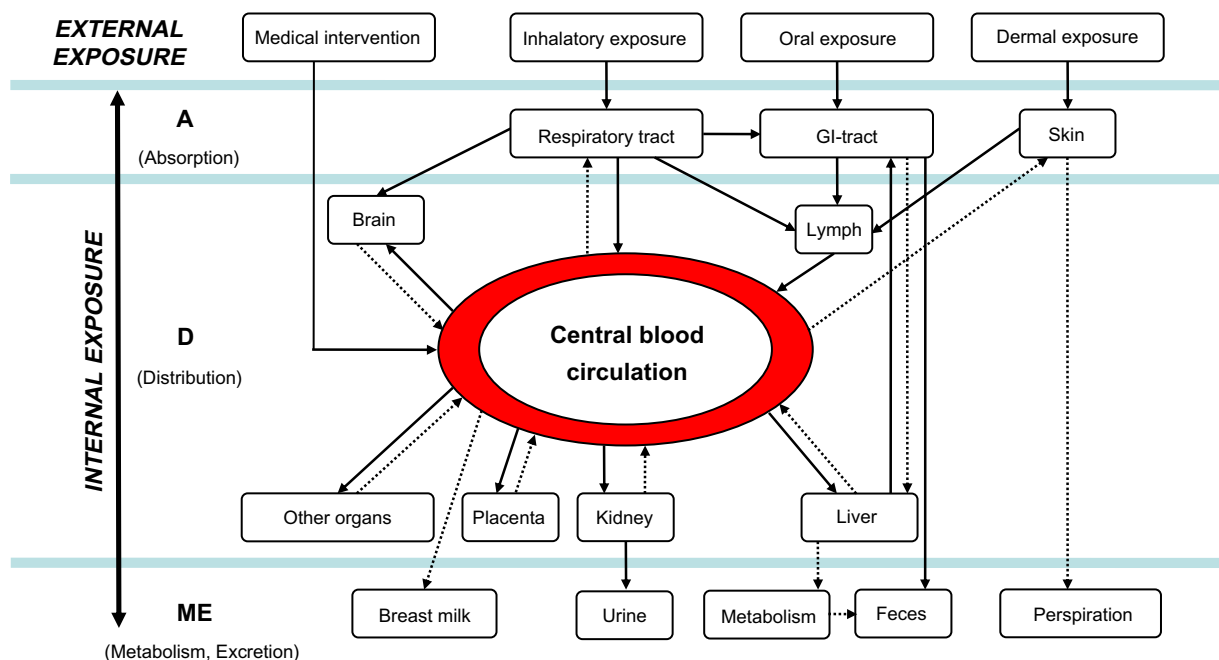 EXTERNAL
EXPOSURE
Medical intervention
Inhalatory exposure
Oral exposure
Dermal exposure
A
(Absorption)
Respiratory tract
GI-tract
Skin
Brain
Lymph
INTERNAL EXPOSURE
D
(Distribution)
Central blood
circulation
Other organs
Placenta
Kidney
Liver
ME
(Metabolism, Excretion)
Breast milk
Urine
Metabolism
Feces
Perspiration